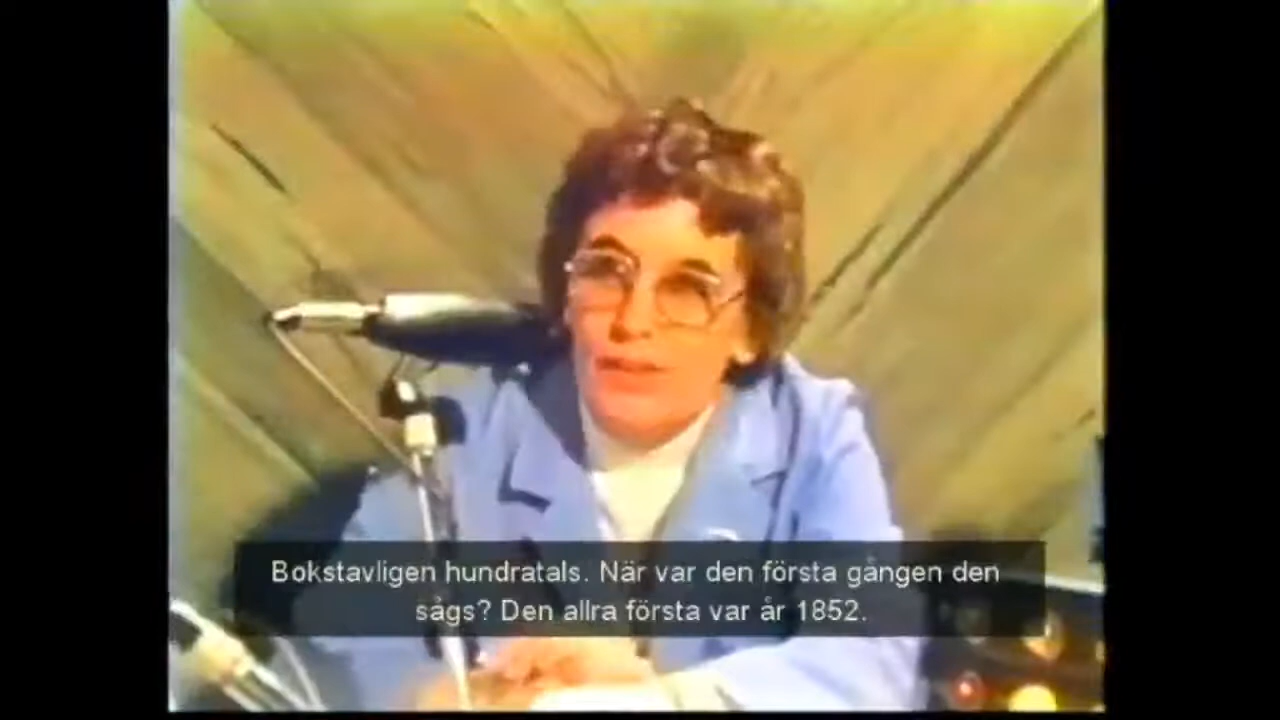 Bokstavligen hundratals. När var den första gången den
sågs? Den allra första var år 1852.